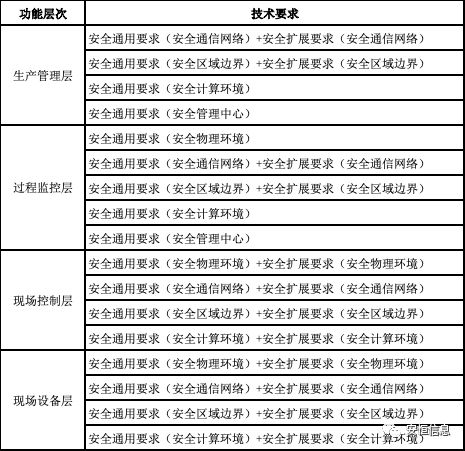 功能层次 技术要求
生产管理层
安全通用要求（安全通信网络）+安全扩展要求（安全通信网络）
安全通用要求（安全区域边界）+安全扩展要求（安全区域边界）
安全通用要求（安全计算环境）
安全通用要求（安全管理中心）
过程监控层
安全通用要求（安全物理环境）
安全通用要求（安全通信网络）+安全扩展要求（安全通信网络）
安全通用要求（安全区域边界）+安全扩展要求（安全区域边界）
安全通用要求（安全计算环境）
安全通用要求（安全管理中心）
现场控制层
安全通用要求（安全物理环境）+安全扩展要求（安全物理环境）
安全通用要求（安全通信网络）+安全扩展要求（安全通信网络）
安全通用要求（安全区域边界）+安全扩展要求（安全区域边界）
安全通用要求（安全计算环境）+安全扩展要求（安全计算环境）
现场设备层
安全通用要求（安全物理环境）+安全扩展要求（安全物理环境）
安全通用要求（安全通信网络）+安全扩展要求（安全通信网络）
安全通用要求（安全区域边界）+安全扩展要求（安全区域边界）
安全通用要求（安全计算环境）+安全扩展要求（安全计算环境）
安恒信息